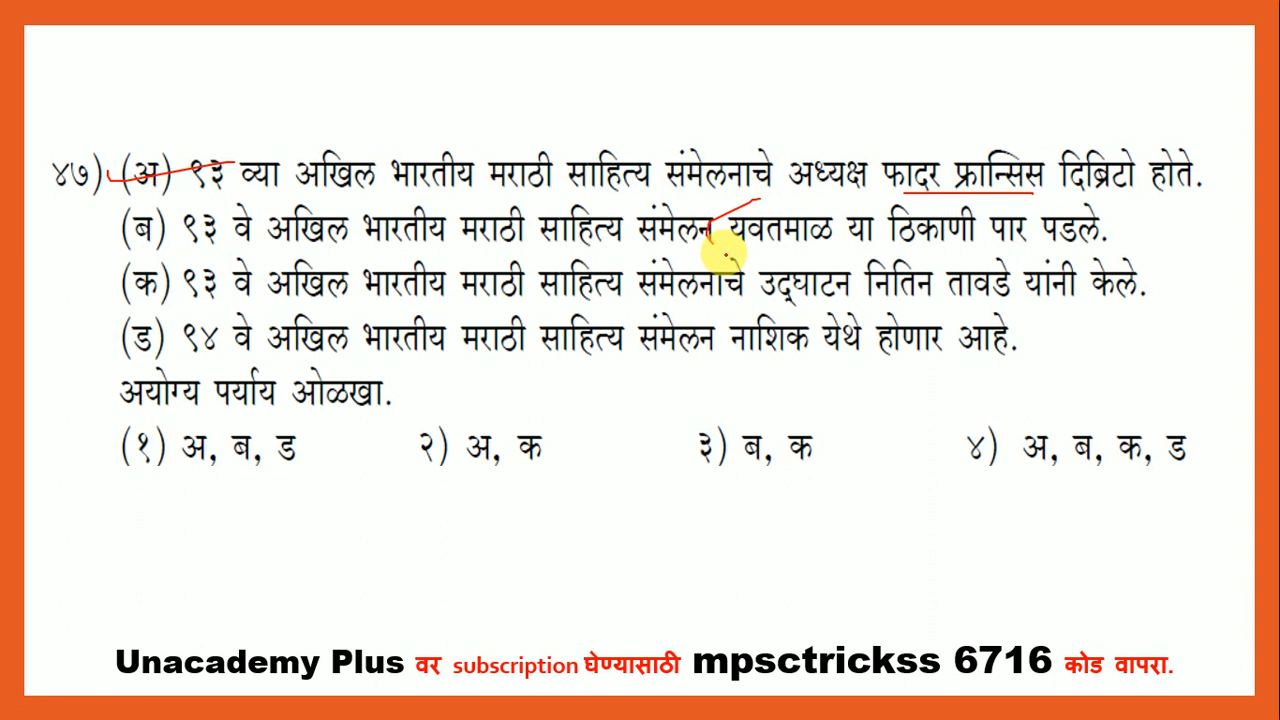 ४७) (अ) ९३ व्या अखिल भारतीय मराठी साहित्य संमेलनाचे अध्यक्ष फादर फ्रान्सिस दिब्रिटो होते.
(ब) ९३ वे अखिल भारतीय मराठी साहित्य संमेलन यवतमाळ या ठिकाणी पार पडले.
(क) ९३ वे अखिल भारतीय मराठी साहित्य संमेलनाचे उद्‌घाटन नितिन तावडे यांनी केले.
(ड) ९४ वे अखिल भारतीय मराठी साहित्य संमेलन नाशिक येथे होणार आहे.
अयोग्य पर्याय ओळखा.
(१) अ, ब, ड २) अ, क ३) ब, क ४) अ, ब, क, ड
Unacademy Plus वर subscription घेण्यासाठी mpsctrickss 6716 कोड वापरा.